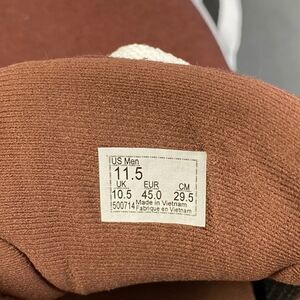 US Men
11.5
UK EUR CM
10.5 45.0 29.5
500714 Made in Vietnam
Fabriqué en Vietnam